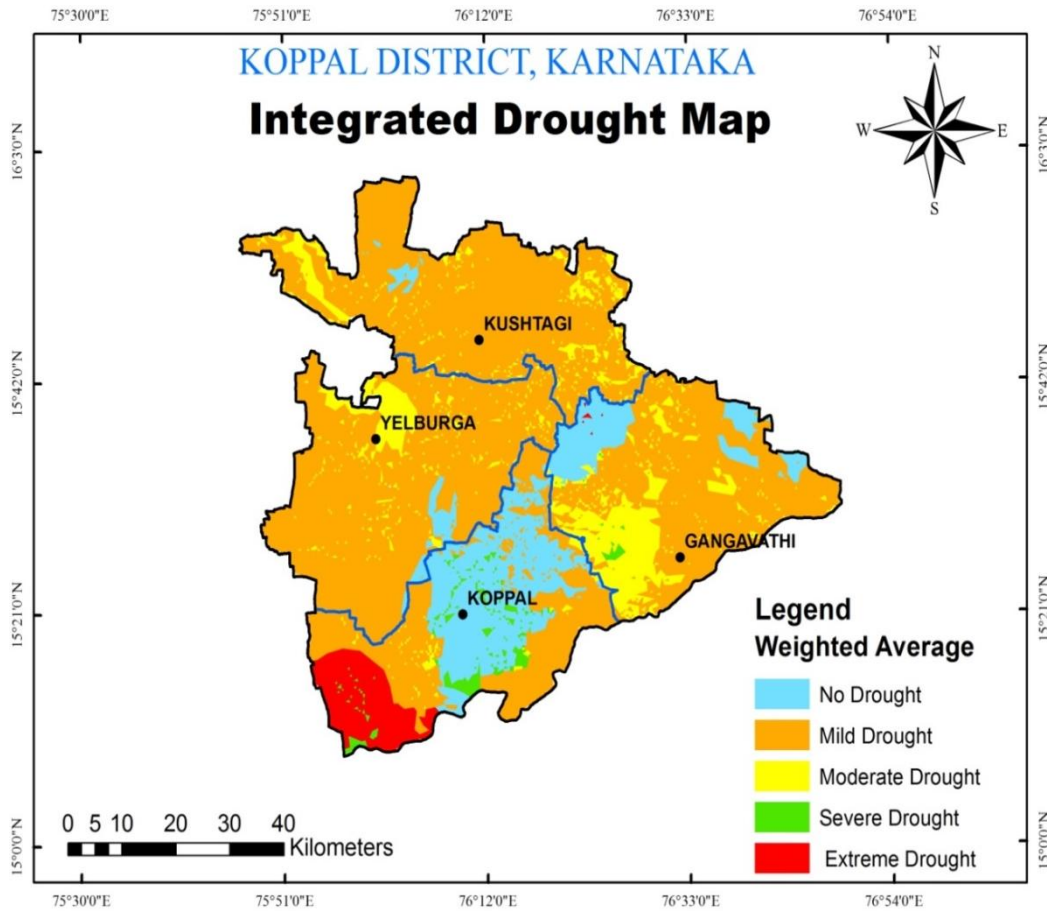 75°30'0"E 75°51'0"E 76°12'0"E 76°33'0"E 76°54'0"E
KOPPAL DISTRICT, KARNATAKA
Integrated Drought Map
N
W E
S
16°3'0"N 16°3'0"N
KUSHTAGI
15°42'0"N 15°42'0"N
YELBURGA
GANGAVATHI
KOPPAL
15°21'0"N 15°21'0"N
Legend
Weighted Average
No Drought
Mild Drought
Moderate Drought
Severe Drought
Extreme Drought
0 5 10 20 30 40
Kilometers
15°0'0"N 15°0'0"N
75°30'0"E 75°51'0"E 76°12'0"E 76°33'0"E 76°54'0"E